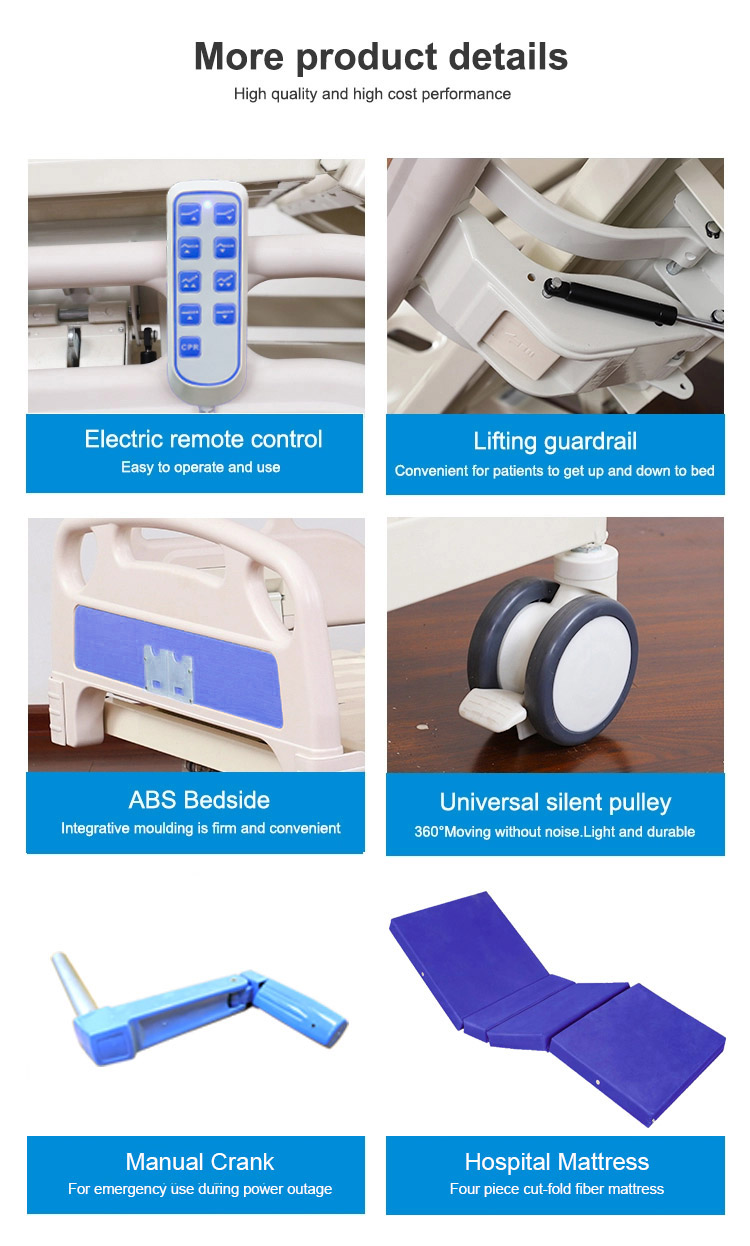 More product details
High quality and high cost performance
CPR
Electric remote control
Easy to operate and use
Lifting guardrail
Convenient for patients to get up and down to bed
ABS Bedside
Integrative moulding is firm and convenient
Universal silent pulley
360°Moving without noise.Light and durable
Manual Crank
For emergency use during power outage
Hospital Mattress
Four piece cut-fold fiber mattress